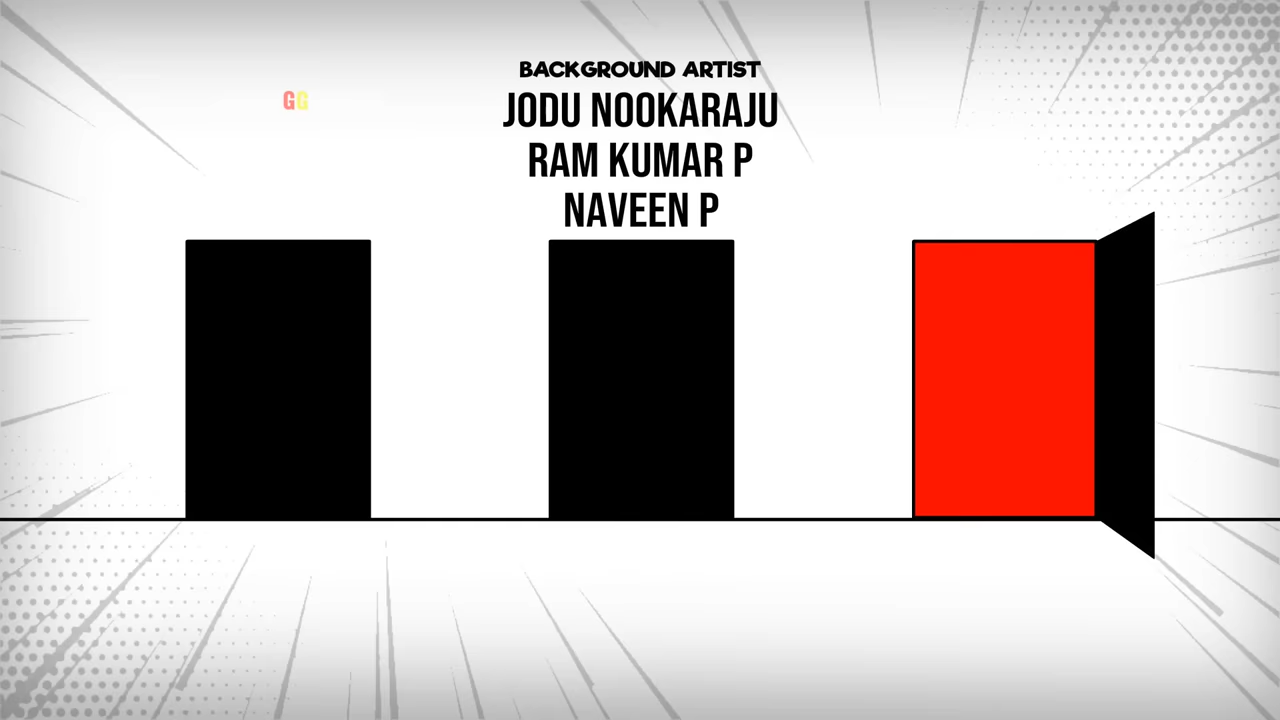 BACKGROUND ARTIST
GG
JODU NOOKARAJU
RAM KUMAR P
NAVEEN P